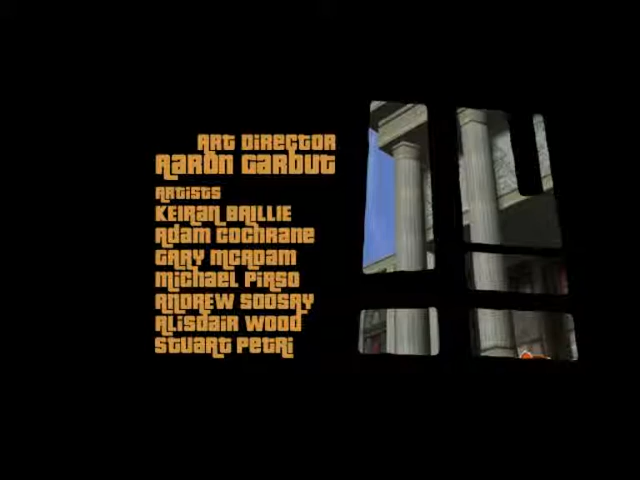 ART DIRECTOR
AARON GARBUT
ARTISTS
KEIRAN BAILLIE
ADAM COCHRANE
GARY MCADAM
MICHAEL PIRSO
ANDREW SOOSAY
ALISDAIR WOOD
STUART PETRI